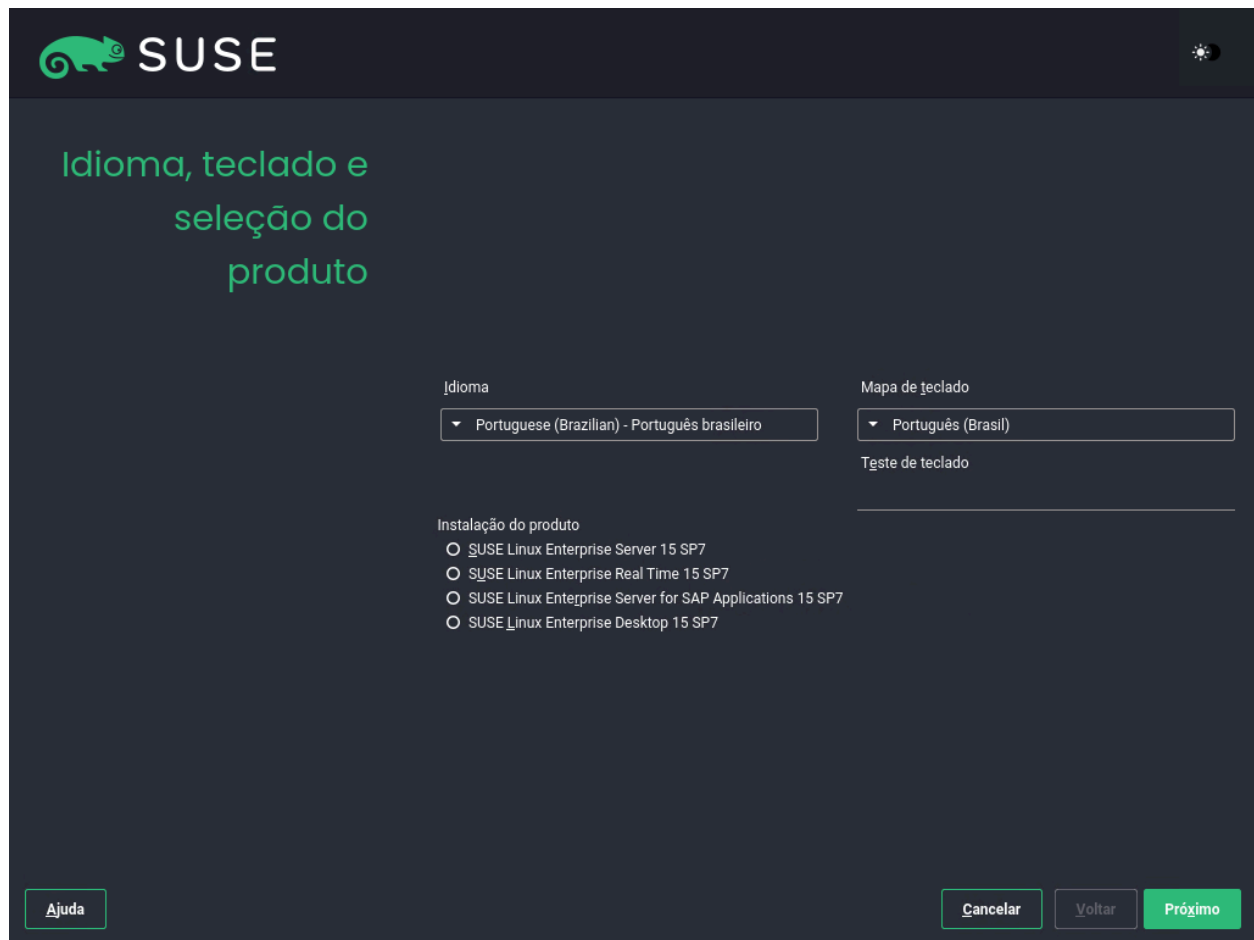 SUSE
Idioma, teclado e
seleção do
produto
Idioma
Mapa de teclado
Portuguese (Brazilian) - Português brasileiro
Português (Brasil)
Teste de teclado
Instalação do produto
SUSE Linux Enterprise Server 15 SP7
SUSE Linux Enterprise Real Time 15 SP7
SUSE Linux Enterprise Server for SAP Applications 15 SP7
SUSE Linux Enterprise Desktop 15 SP7
Ajuda
Cancelar
Voltar
Próximo